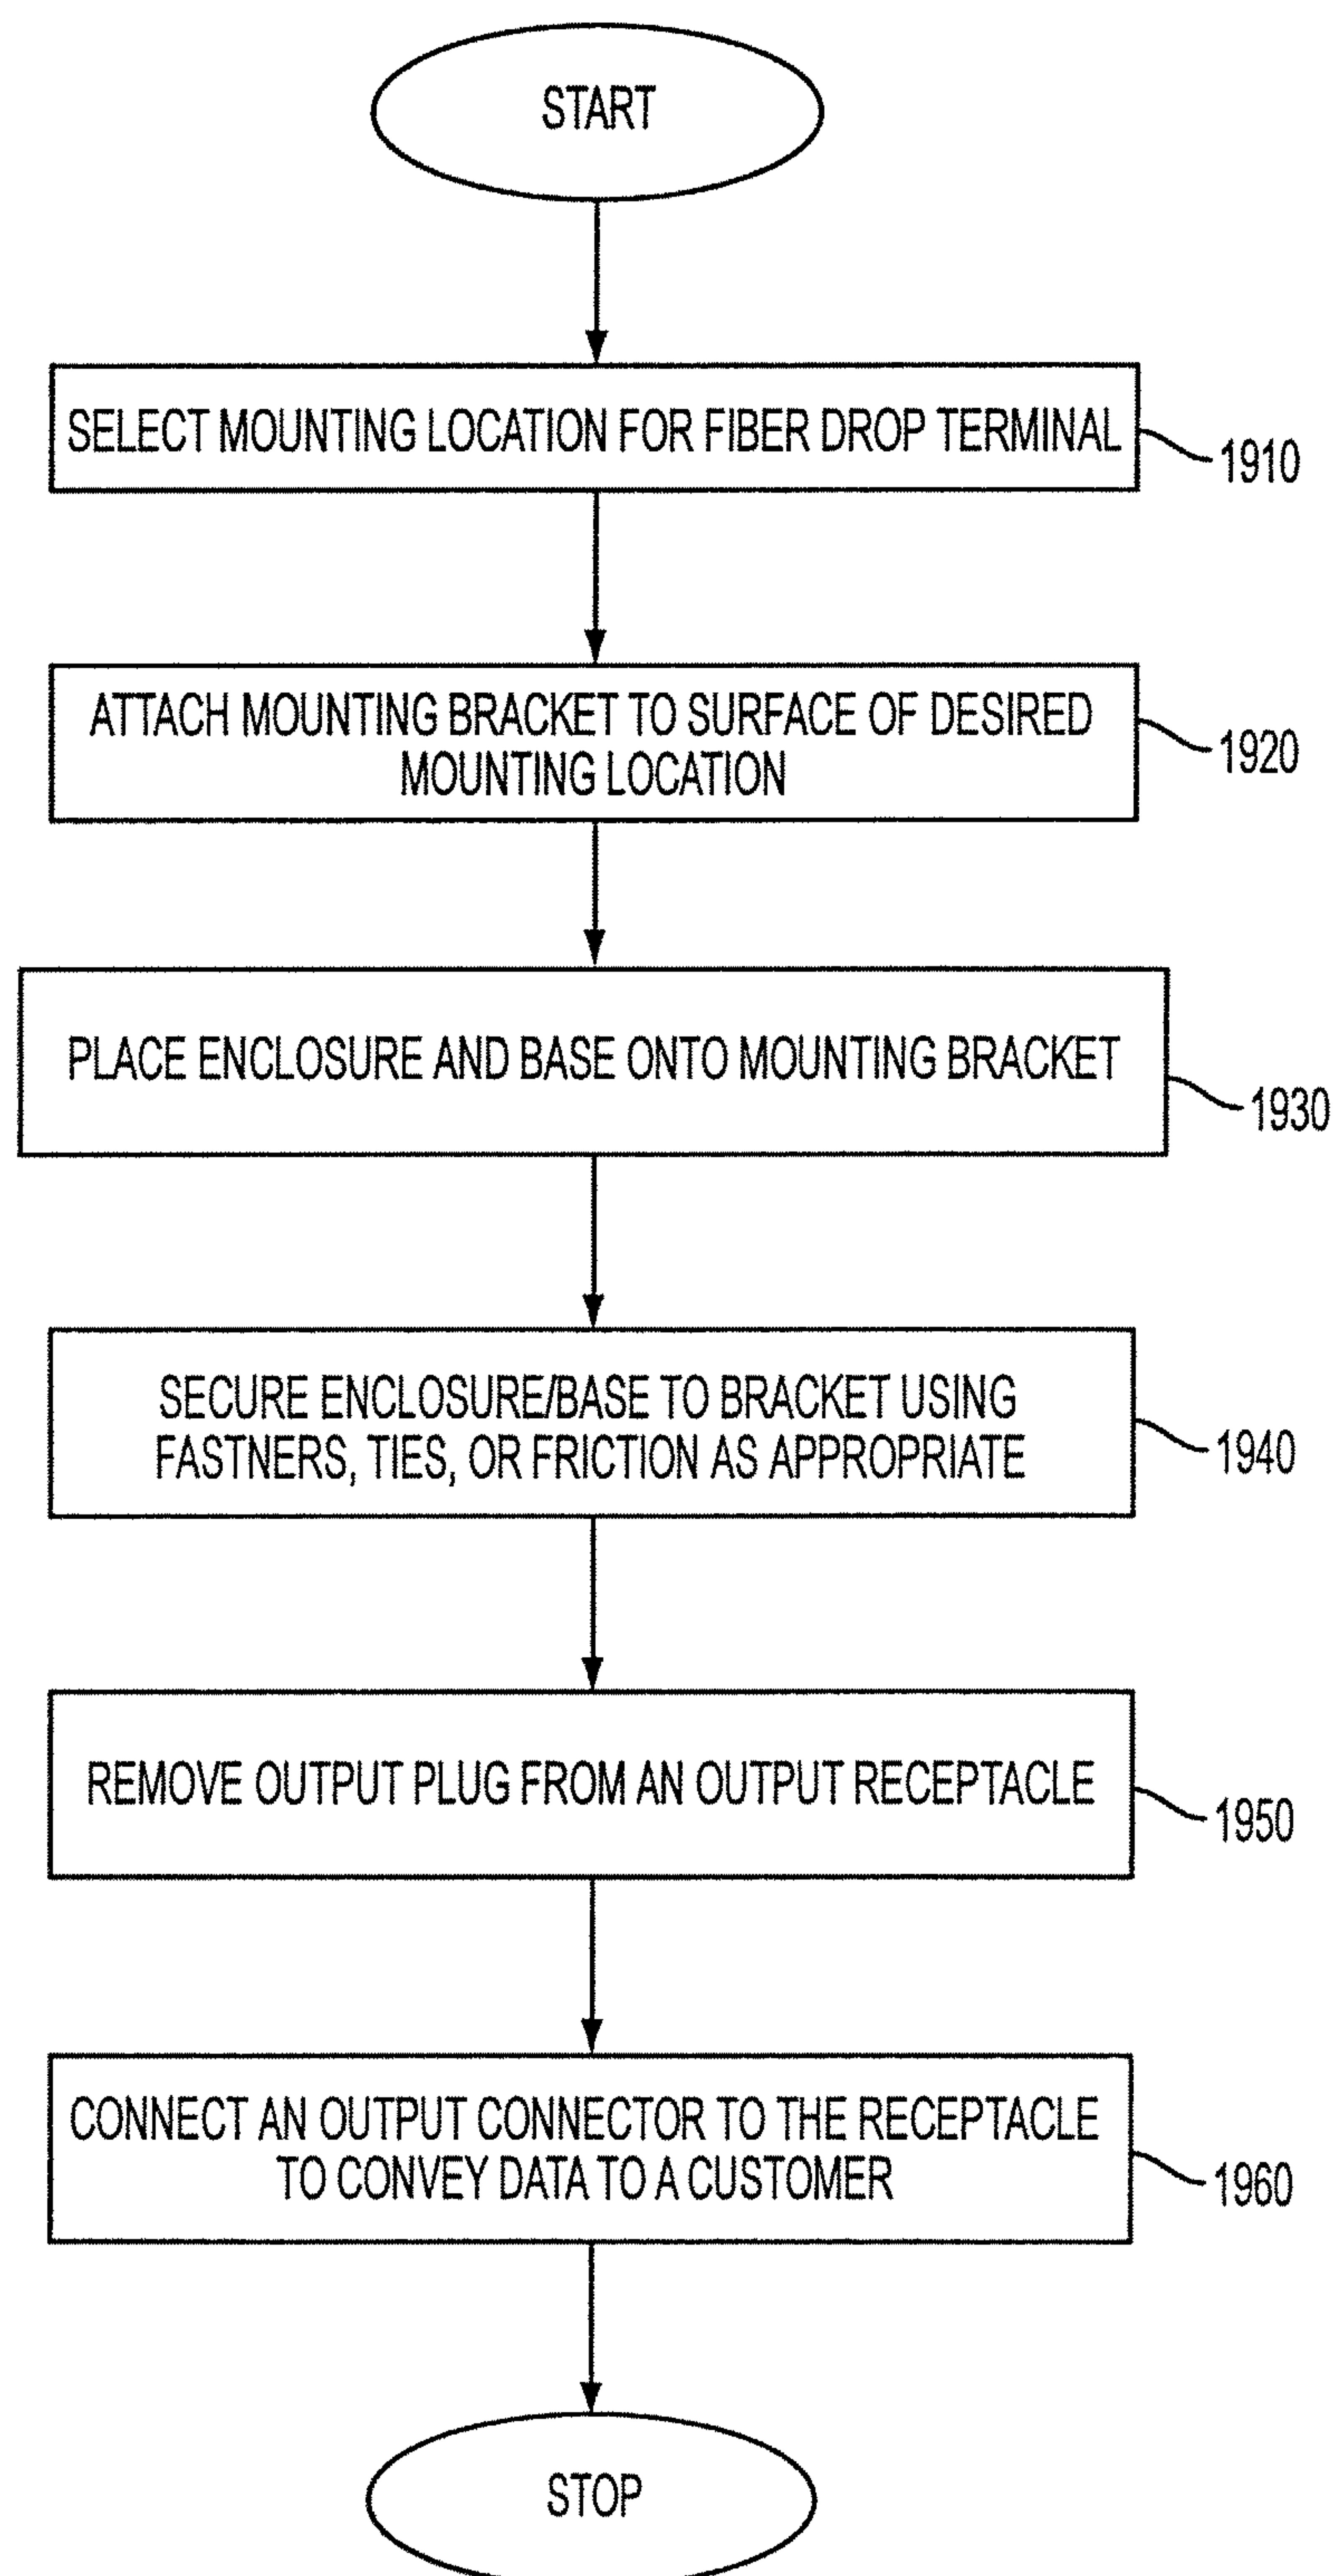 START
SELECT MOUNTING LOCATION FOR FIBER DROP TERMINAL
1910
ATTACH MOUNTING BRACKET TO SURFACE OF DESIRED
MOUNTING LOCATION
1920
PLACE ENCLOSURE AND BASE ONTO MOUNTING BRACKET
1930
SECURE ENCLOSURE/BASE TO BRACKET USING
FASTNERS, TIES, OR FRICTION AS APPROPRIATE
1940
REMOVE OUTPUT PLUG FROM AN OUTPUT RECEPTACLE
1950
CONNECT AN OUTPUT CONNECTOR TO THE RECEPTACLE
TO CONVEY DATA TO A CUSTOMER
1960
STOP